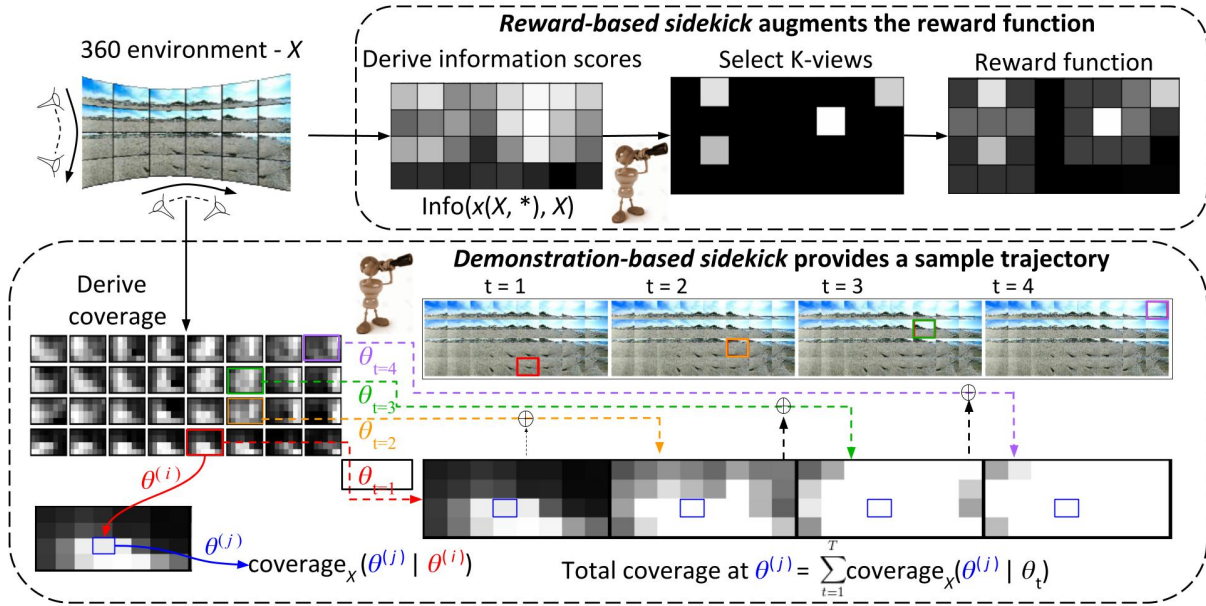 Reward-based sidekick augments the reward function
360 environment - X
Derive information scores
Select K-views
Reward function
Info(x(X, *), X)
Demonstration-based sidekick provides a sample trajectory
t = 1
t = 2
t = 3
t = 4
Derive
coverage
θt=4
θt=3
θt=2
θt=1
θ(i)
θ(j)
coverageX(θ(j) | θ(i))
Total coverage at θ(j) = ∑t=1T coverageX(θ(j) | θt)